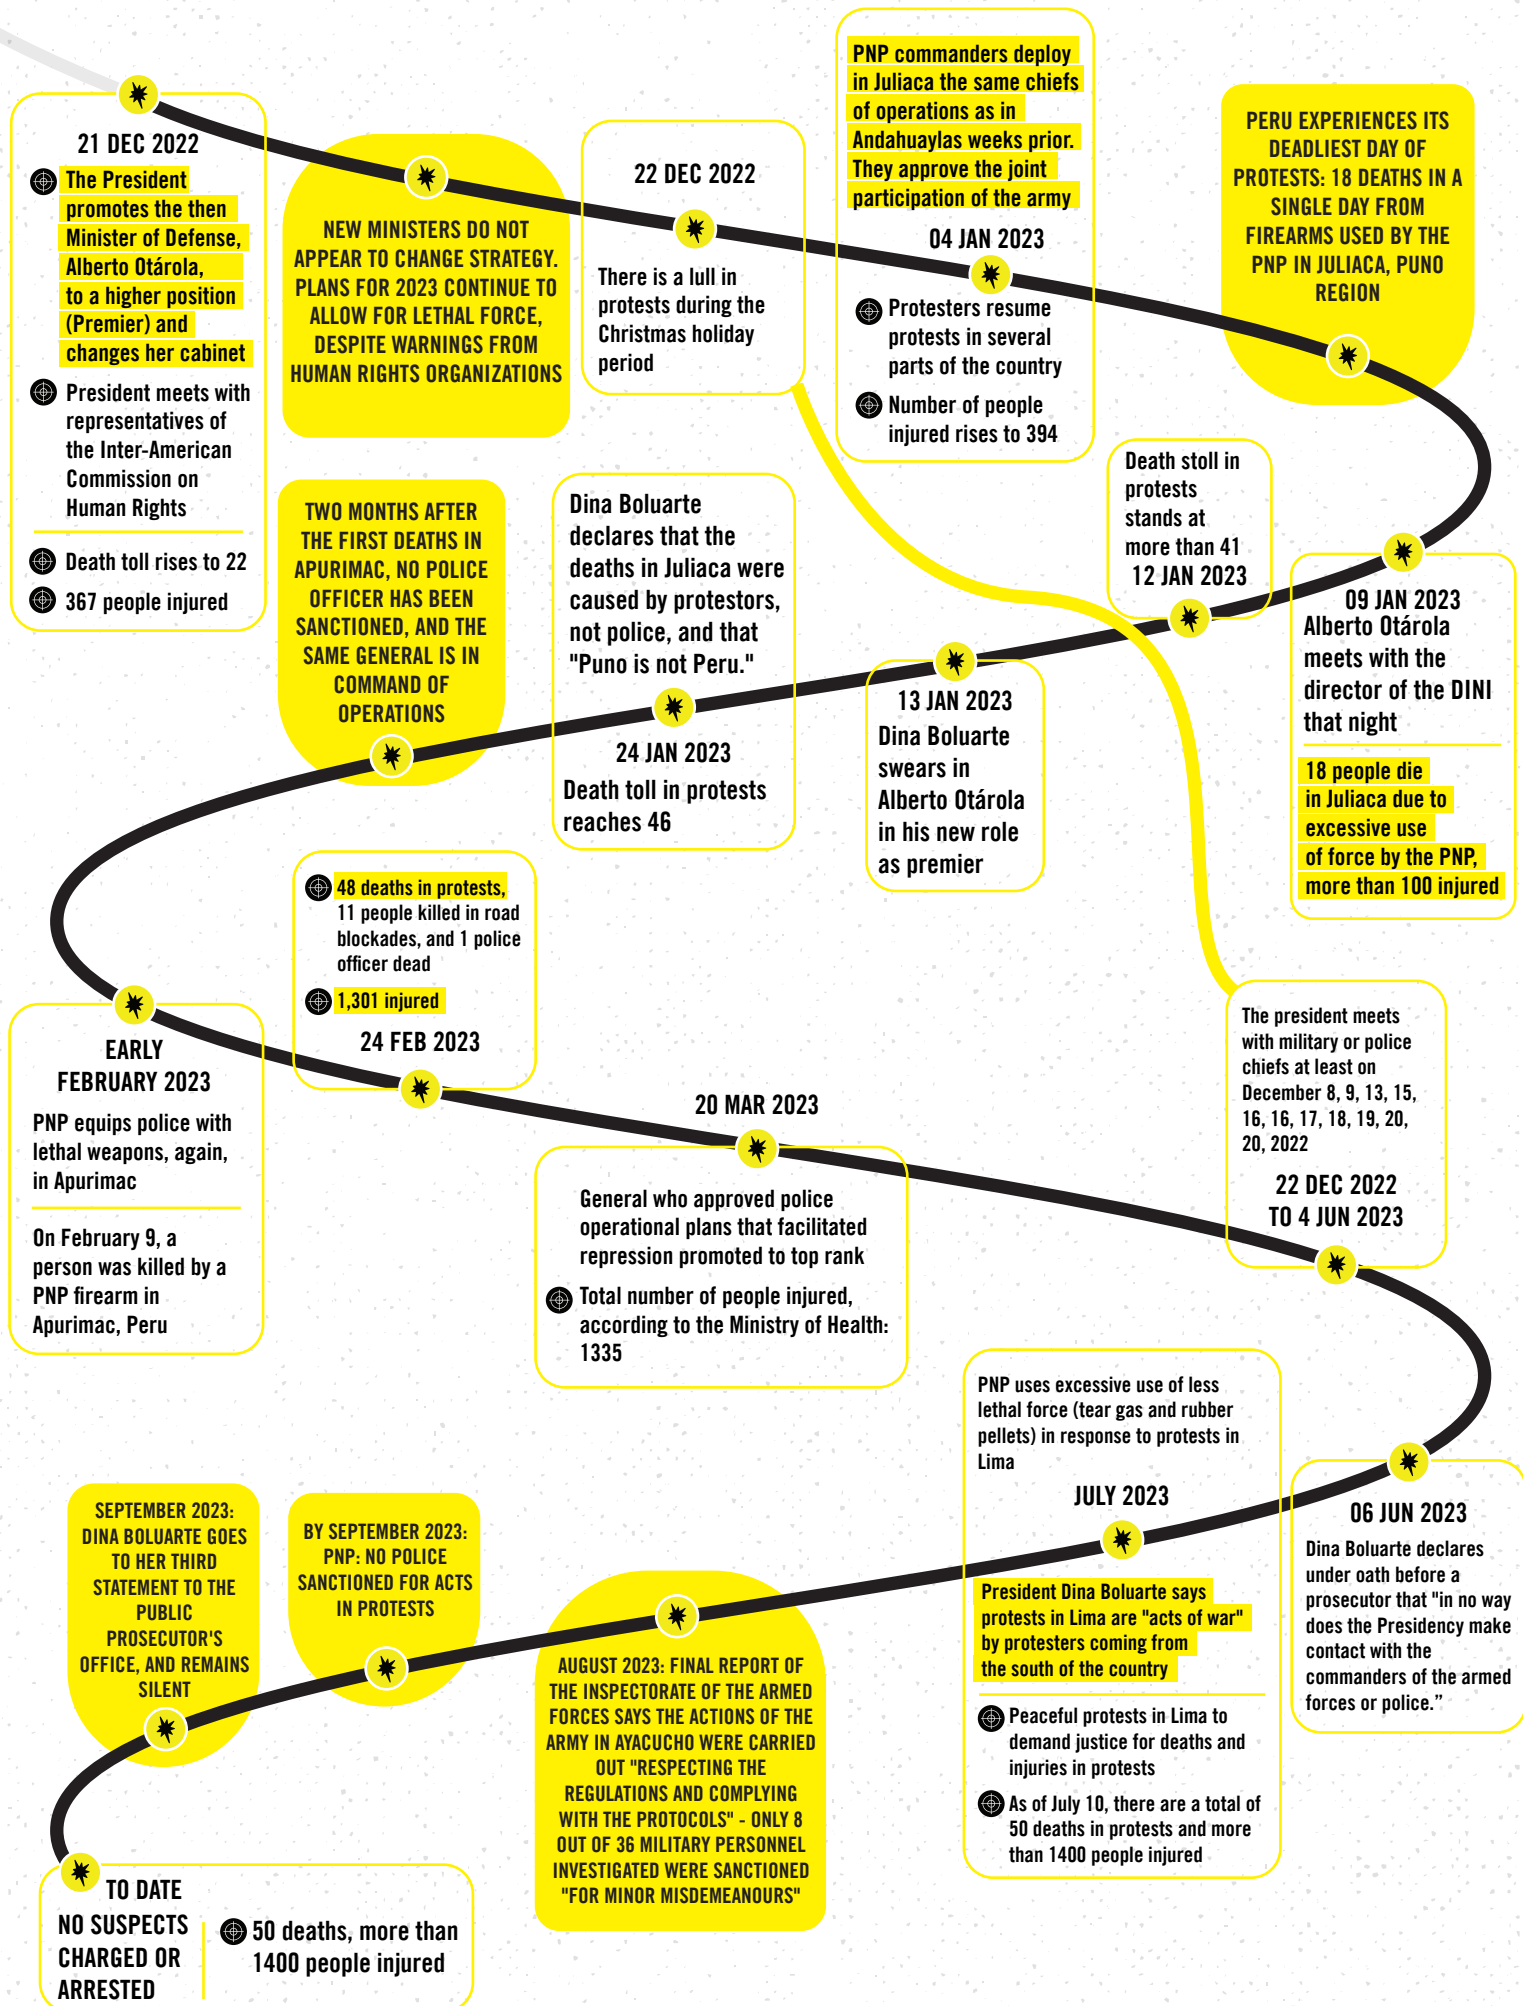 21 DEC 2022
The President
promotes the then
Minister of Defense,
Alberto Otárola,
to a higher position
(Premier) and
changes her cabinet
President meets with
representatives of
the Inter-American
Commission on
Human Rights
Death toll rises to 22
367 people injured
NEW MINISTERS DO NOT
APPEAR TO CHANGE STRATEGY.
PLANS FOR 2023 CONTINUE TO
ALLOW FOR LETHAL FORCE,
DESPITE WARNINGS FROM
HUMAN RIGHTS ORGANIZATIONS
22 DEC 2022
There is a lull in
protests during the
Christmas holiday
period
PNP commanders deploy
in Juliaca the same chiefs
of operations as in
Andahuaylas weeks prior.
They approve the joint
participation of the army
04 JAN 2023
Protesters resume
protests in several
parts of the country
Number of people
injured rises to 394
PERU EXPERIENCES ITS
DEADLIEST DAY OF
PROTESTS: 18 DEATHS IN A
SINGLE DAY FROM
FIREARMS USED BY THE
PNP IN JULIACA, PUNO
REGION
09 JAN 2023
Alberto Otárola
meets with the
director of the DINI
that night
18 people die
in Juliaca due to
excessive use
of force by the PNP,
more than 100 injured
Death stoll in
protests
stands at
more than 41
12 JAN 2023
13 JAN 2023
Dina Boluarte
swears in
Alberto Otárola
in his new role
as premier
Dina Boluarte
declares that the
deaths in Juliaca were
caused by protestors,
not police, and that
"Puno is not Peru."
24 JAN 2023
Death toll in protests
reaches 46
TWO MONTHS AFTER
THE FIRST DEATHS IN
APURIMAC, NO POLICE
OFFICER HAS BEEN
SANCTIONED, AND THE
SAME GENERAL IS IN
COMMAND OF
OPERATIONS
EARLY
FEBRUARY 2023
PNP equips police with
lethal weapons, again,
in Apurimac
On February 9, a
person was killed by a
PNP firearm in
Apurimac, Peru
48 deaths in protests,
11 people killed in road
blockades, and 1 police
officer dead
1,301 injured
24 FEB 2023
20 MAR 2023
General who approved police
operational plans that facilitated
repression promoted to top rank
Total number of people injured,
according to the Ministry of Health:
1335
The president meets
with military or police
chiefs at least on
December 8, 9, 13, 15,
16, 16, 17, 18, 19, 20,
20, 2022
22 DEC 2022
TO 4 JUN 2023
06 JUN 2023
Dina Boluarte declares
under oath before a
prosecutor that "in no way
does the Presidency make
contact with the
commanders of the armed
forces or police.”
PNP uses excessive use of less
lethal force (tear gas and rubber
pellets) in response to protests in
Lima
JULY 2023
President Dina Boluarte says
protests in Lima are "acts of war"
by protesters coming from
the south of the country
Peaceful protests in Lima to
demand justice for deaths and
injuries in protests
As of July 10, there are a total of
50 deaths in protests and more
than 1400 people injured
AUGUST 2023: FINAL REPORT OF
THE INSPECTORATE OF THE ARMED
FORCES SAYS THE ACTIONS OF THE
ARMY IN AYACUCHO WERE CARRIED
OUT "RESPECTING THE
REGULATIONS AND COMPLYING
WITH THE PROTOCOLS" - ONLY 8
OUT OF 36 MILITARY PERSONNEL
INVESTIGATED WERE SANCTIONED
"FOR MINOR MISDEMEANOURS"
BY SEPTEMBER 2023:
PNP: NO POLICE
SANCTIONED FOR ACTS
IN PROTESTS
SEPTEMBER 2023:
DINA BOLUARTE GOES
TO HER THIRD
STATEMENT TO THE
PUBLIC
PROSECUTOR'S
OFFICE, AND REMAINS
SILENT
TO DATE
NO SUSPECTS
CHARGED OR
ARRESTED
50 deaths, more than
1400 people injured